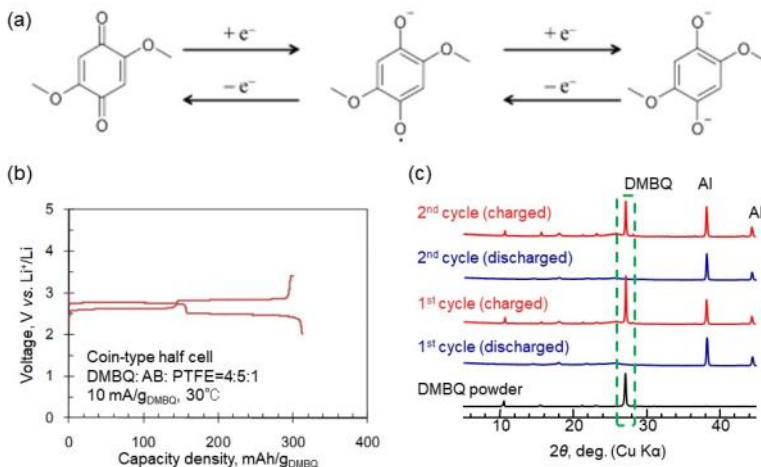 (a)
+ e⁻
– e⁻
+ e⁻
– e⁻
O
O
O
O
O⁻
O
O
O
•
O⁻
O
O
O⁻
(b)
Voltage, V vs. Li⁺/Li
5
4
3
2
1
0
0
100
200
300
400
Coin-type half cell
DMBQ: AB: PTFE=4:5:1
10 mA/gDMBQ, 30℃
Capacity density, mAh/gDMBQ
(c)
DMBQ
Al
Al
2nd cycle (charged)
2nd cycle (discharged)
1st cycle (charged)
1st cycle (discharged)
DMBQ powder
10
20
30
40
2θ, deg. (Cu Kα)